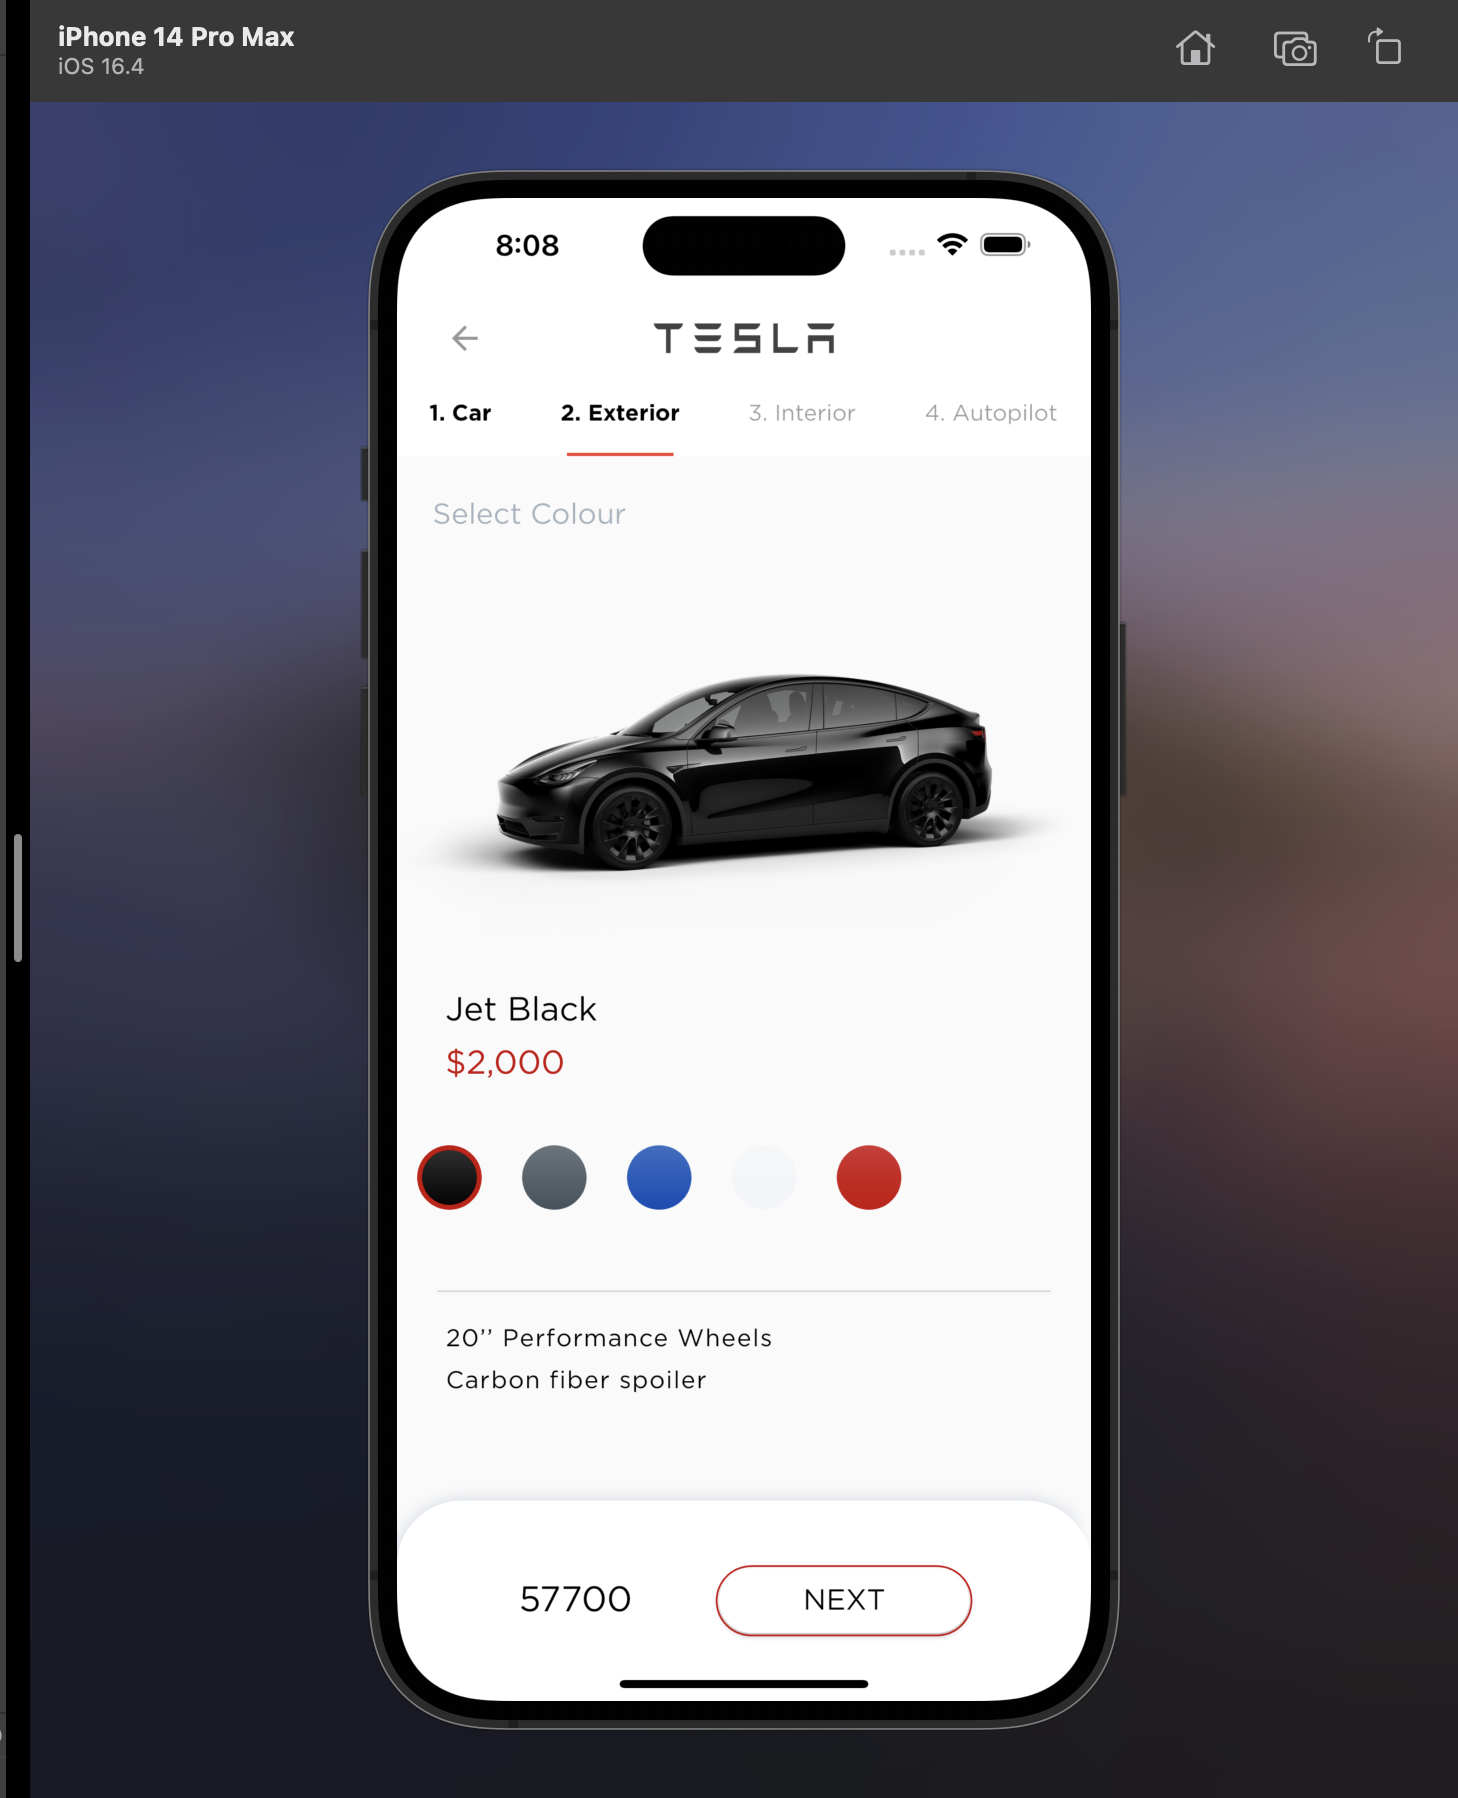 iPhone 14 Pro Max
iOS 16.4
8:08
TESLA
1. Car 2. Exterior 3. Interior 4. Autopilot
Select Colour
Jet Black
$2,000
20’’ Performance Wheels
Carbon fiber spoiler
57700 NEXT